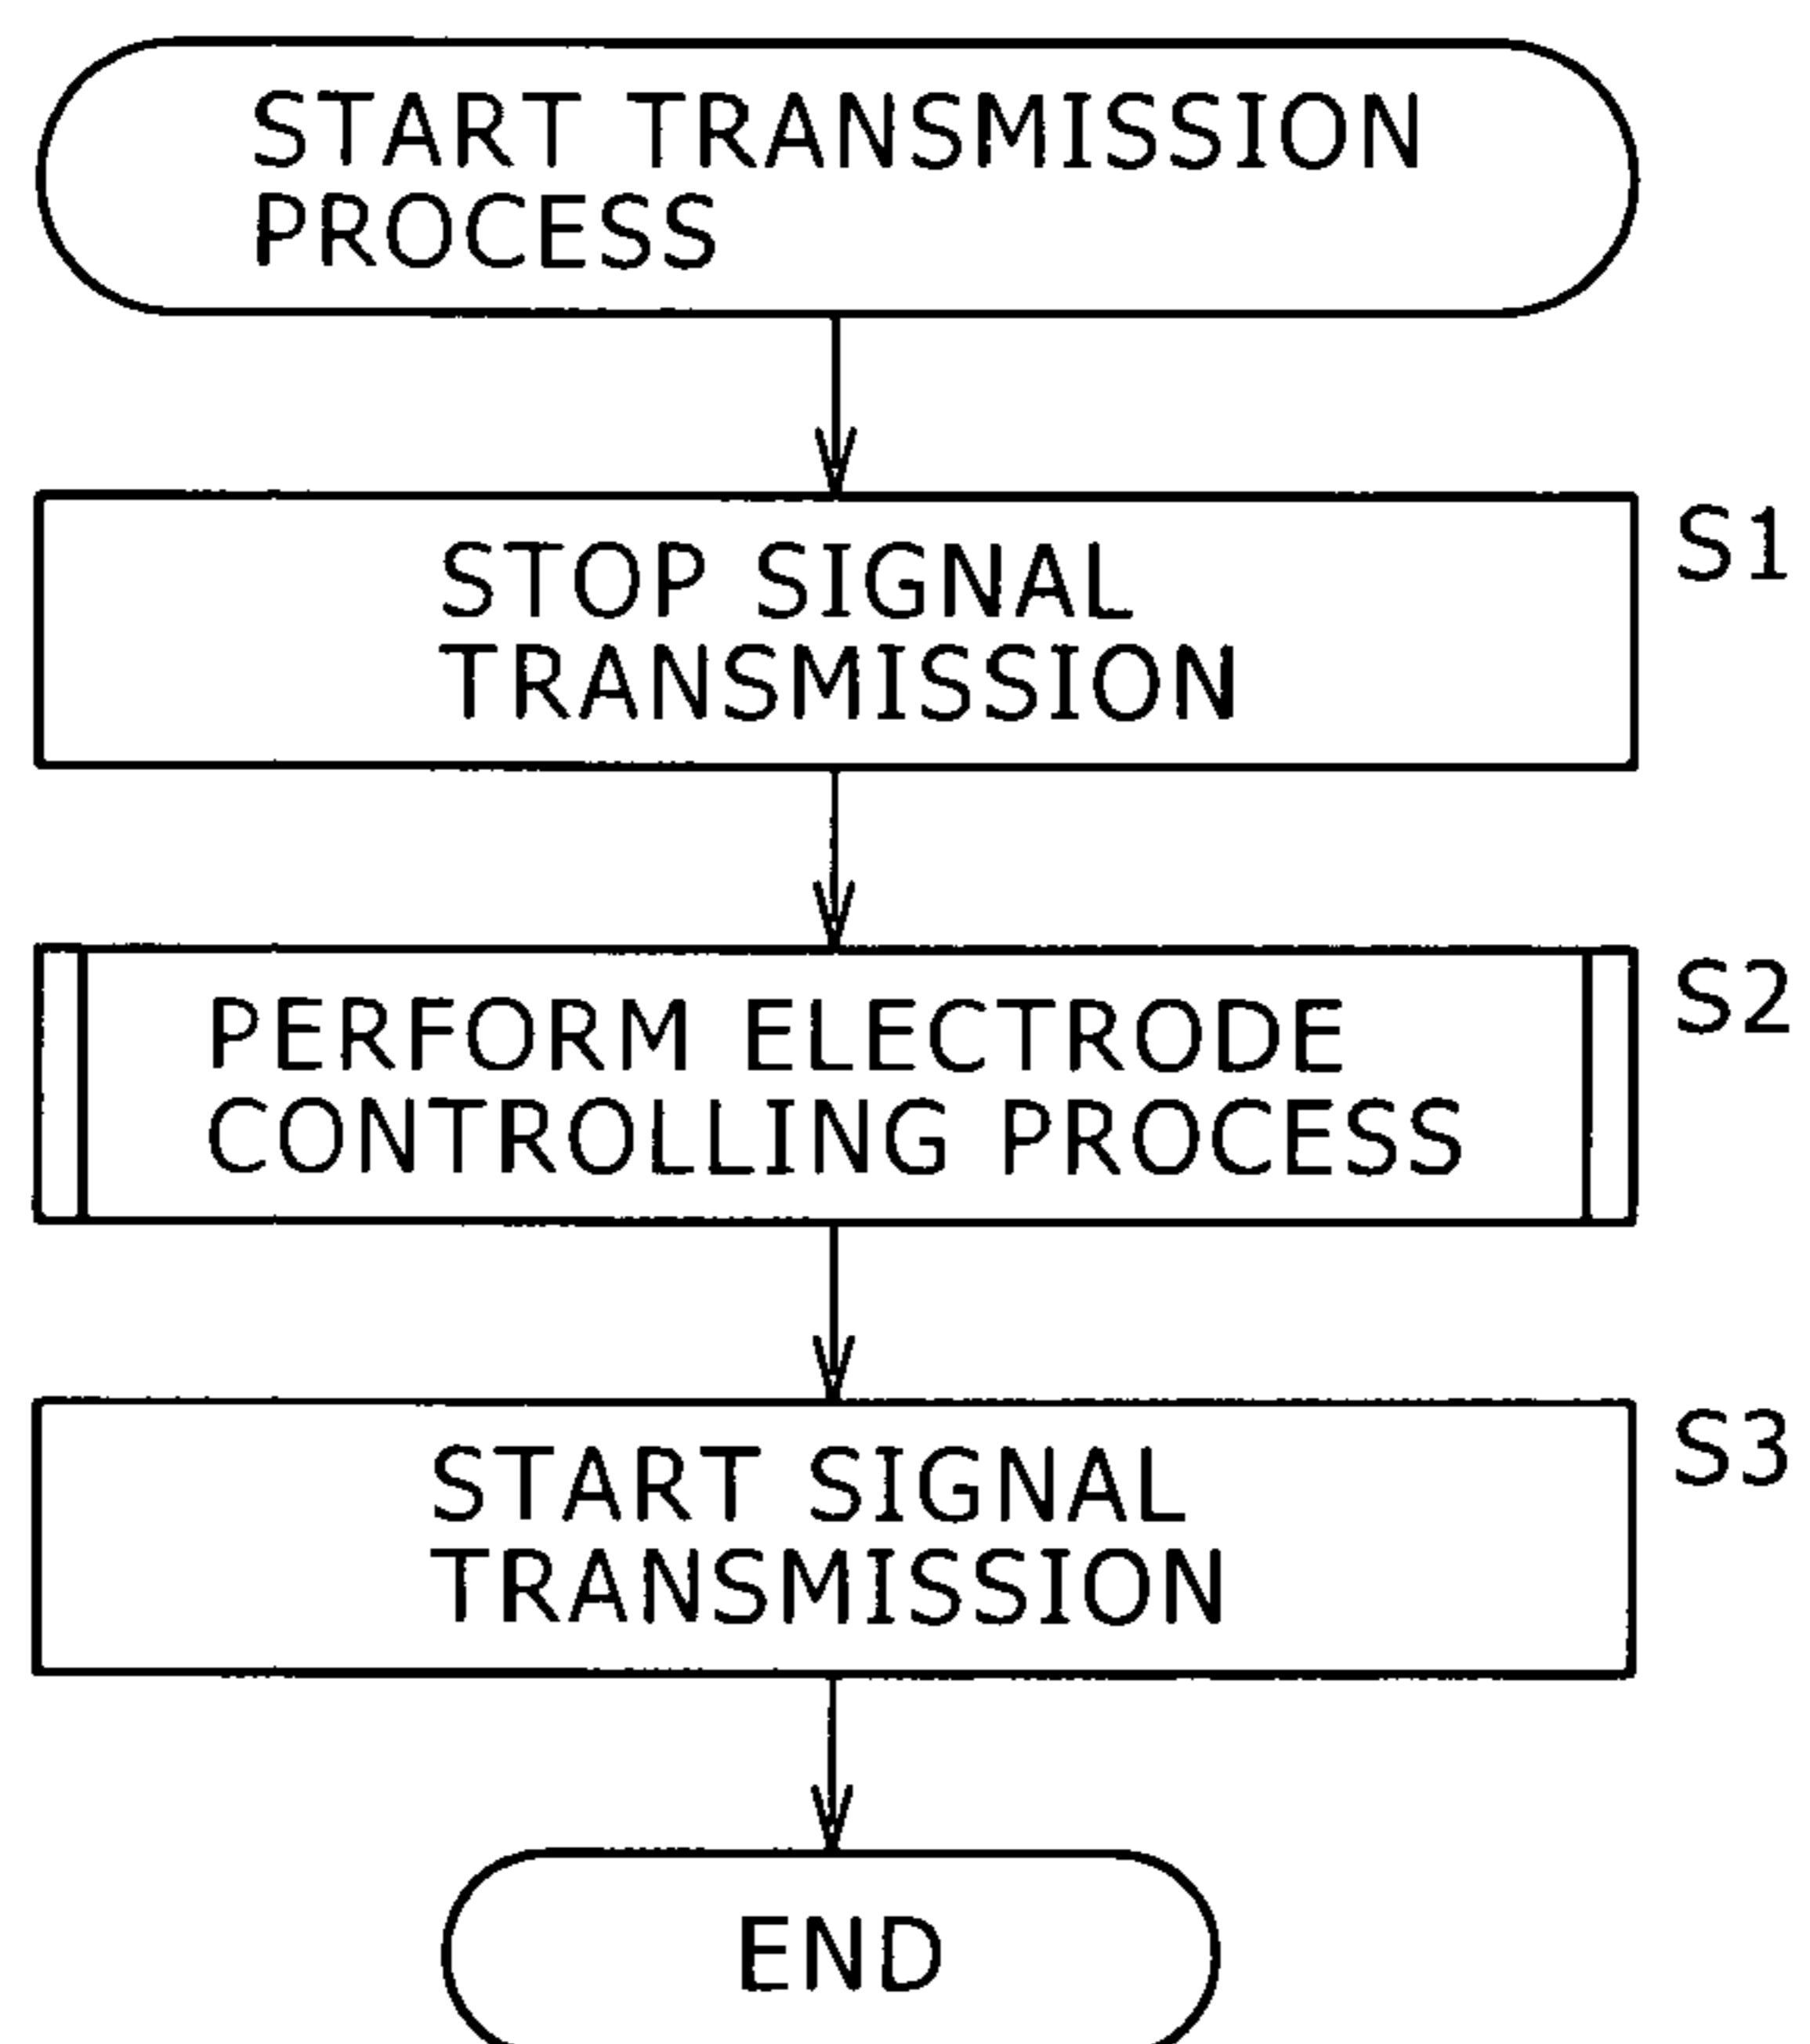 START TRANSMISSION
PROCESS
STOP SIGNAL
TRANSMISSION
S1
PERFORM ELECTRODE
CONTROLLING PROCESS
S2
START SIGNAL
TRANSMISSION
S3
END